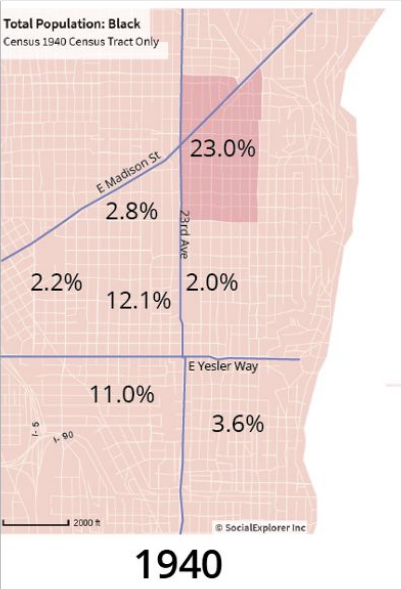 Total Population: Black
Census 1940 Census Tract Only
23.0%
E Madison St
2.8%
23rd Ave
2.2%
12.1%
2.0%
E Yesler Way
11.0%
3.6%
I- 5
I- 90
2000 ft
© SocialExplorer Inc
1940